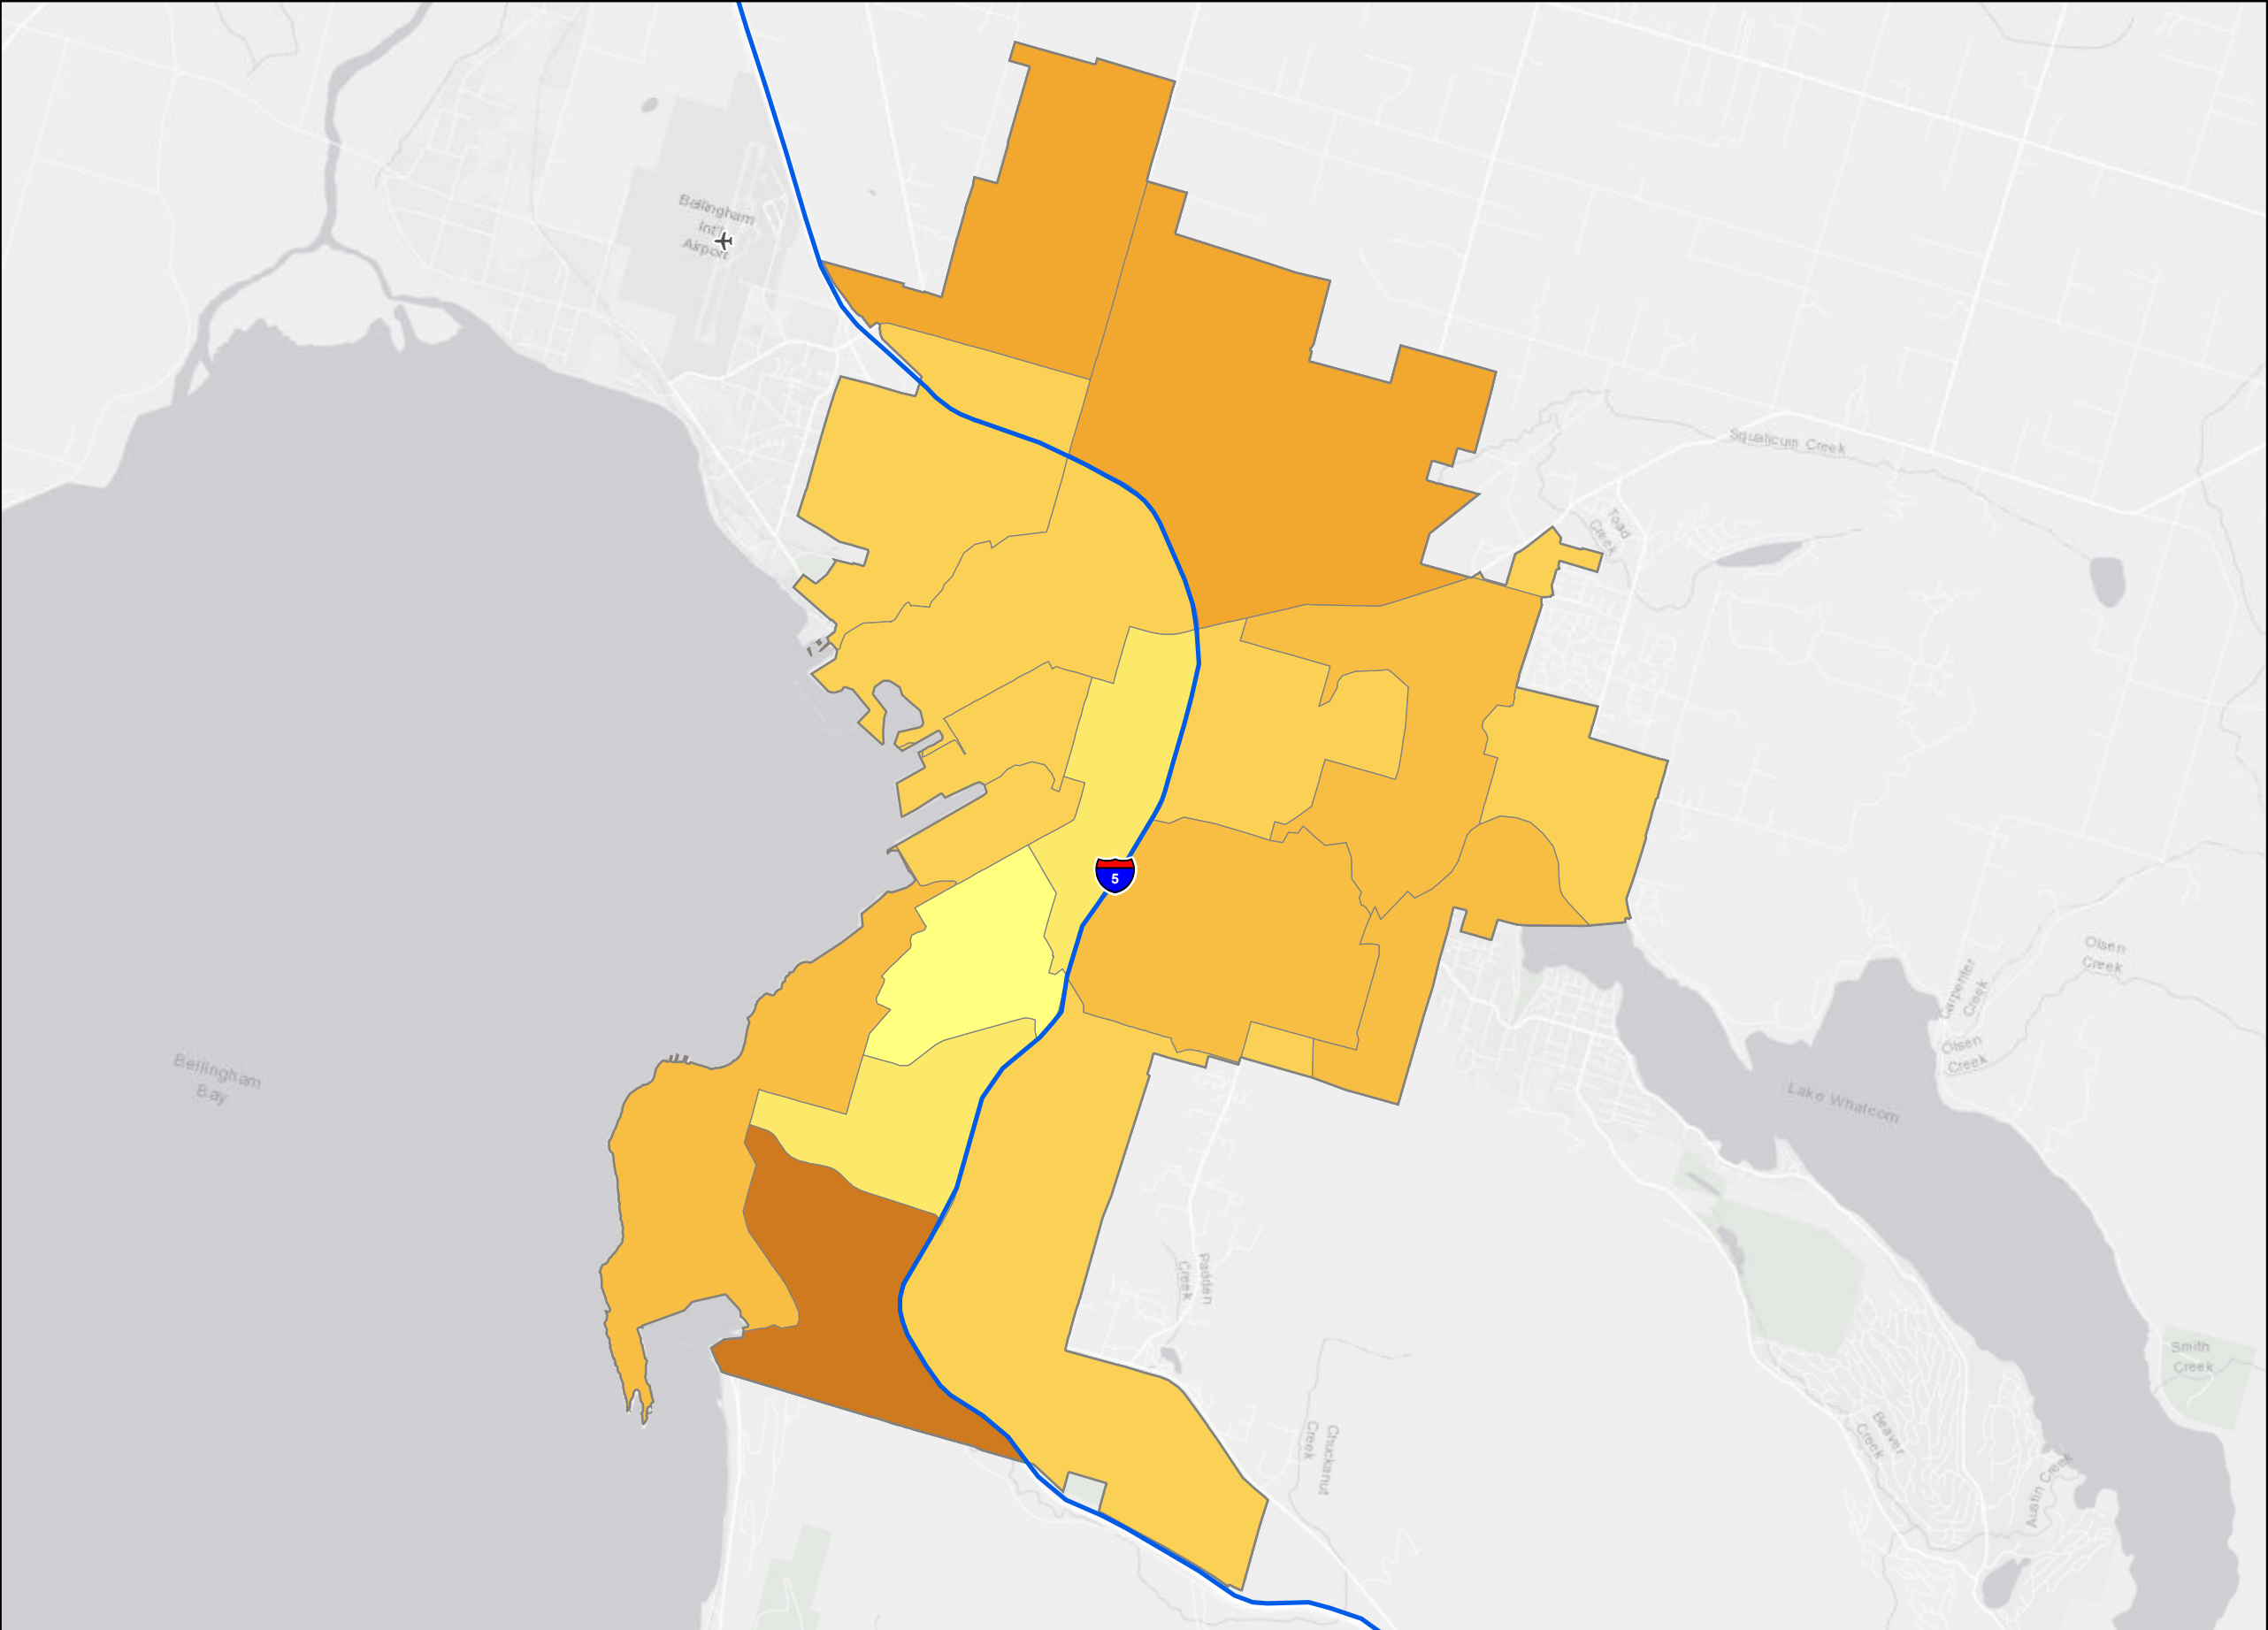 Bellingham
Int'l
Airport
Squalicum Creek
Toad
Creek
5
Olsen
Creek
Carpenter
Creek
Olsen
Creek
Bellingham
Bay
Lake Whatcom
Padden
Creek
Smith
Creek
Beaver
Creek
Chuckanut
Creek
Austin Creek